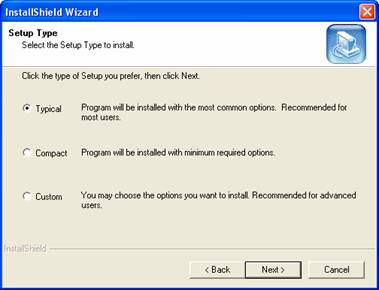 InstallShield Wizard
Setup Type
Select the Setup Type to install.
Click the type of Setup you prefer, then click Next.
Typical
Program will be installed with the most common options. Recommended for
most users.
Compact
Program will be installed with minimum required options.
Custom
You may choose the options you want to install. Recommended for advanced
users.
InstallShield
< Back
Next >
Cancel